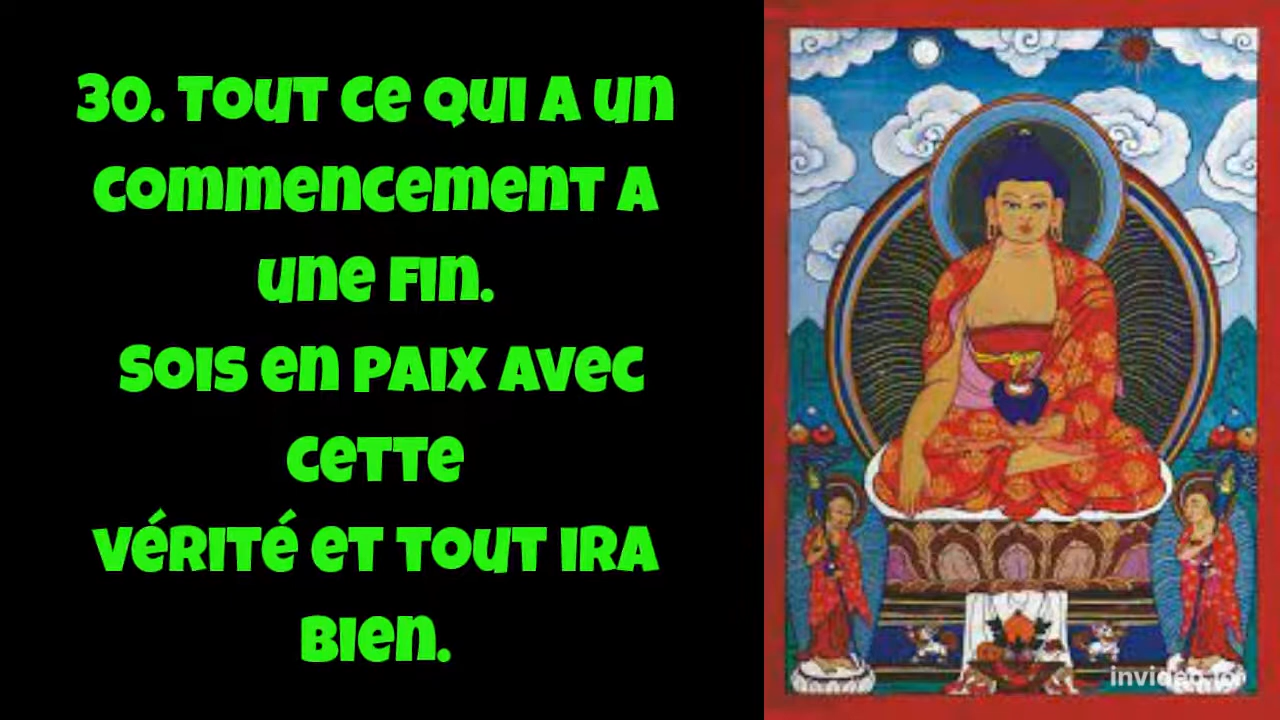 30. Tout ce qui a un
commencement a
une fin.
Sois en paix avec
cette
vérité et tout ira
bien.
invideo.io